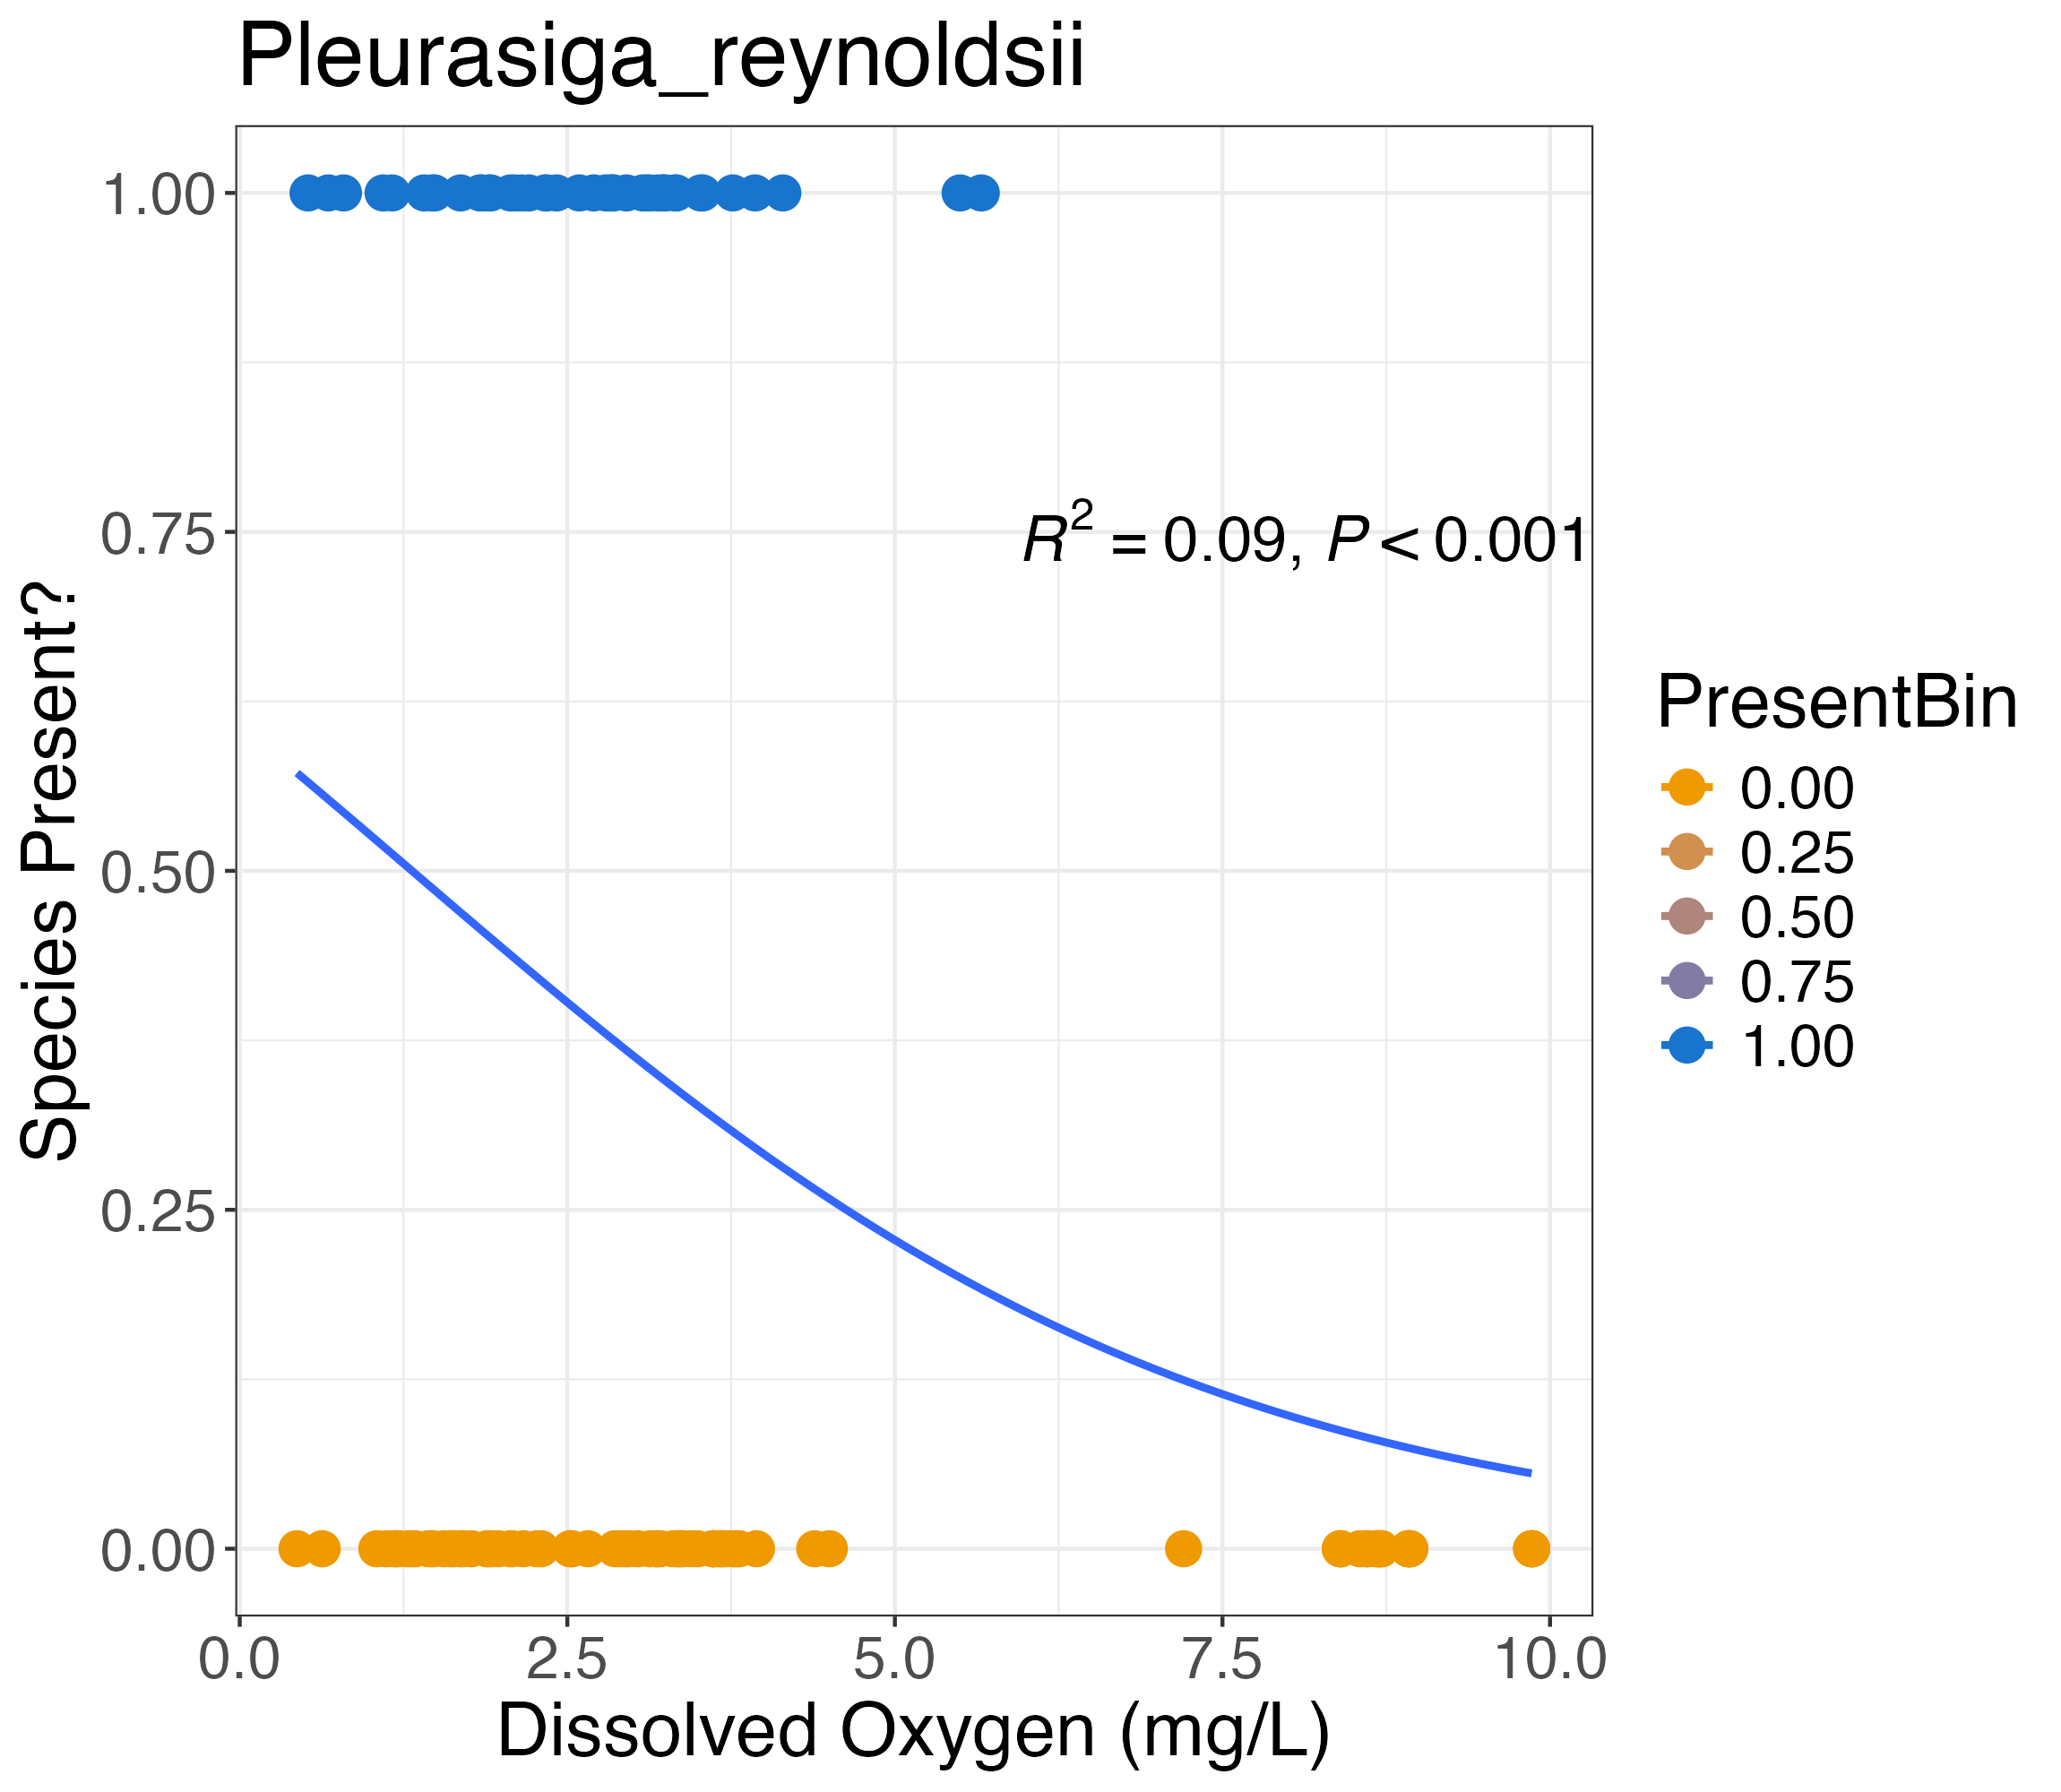 Pleurasiga_reynoldsii
1.00
0.75
0.50
0.25
0.00
Species Present?
R² = 0.09, P < 0.001
0.0 2.5 5.0 7.5 10.0
Dissolved Oxygen (mg/L)
PresentBin
0.00
0.25
0.50
0.75
1.00